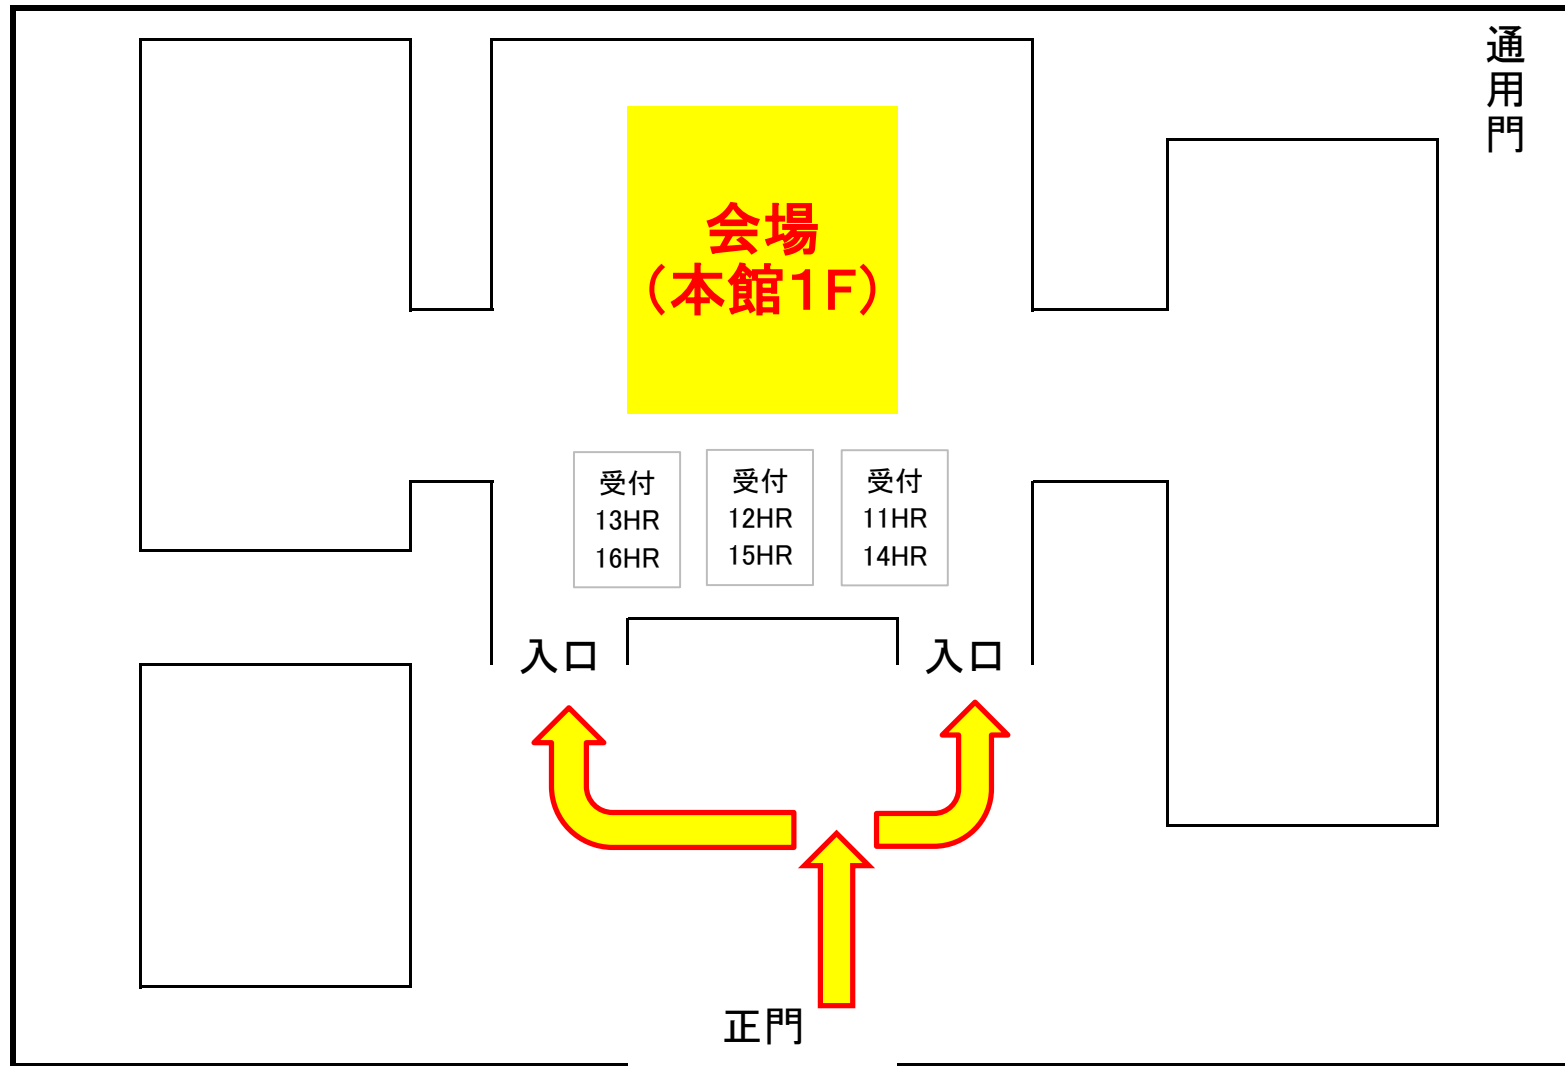 通用門
会場
（本館1F）
受付
13HR
16HR
受付
12HR
15HR
受付
11HR
14HR
入口
入口
正門